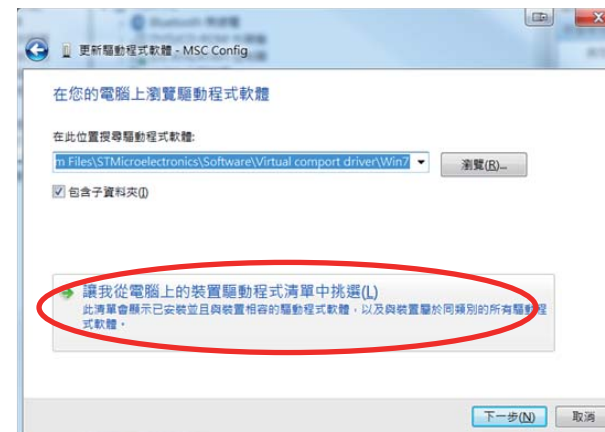 更新驅動程式軟體 - MSC Config
在您的電腦上瀏覽驅動程式軟體
在此位置搜尋驅動程式軟體:
m Files\STMicroelectronics\Software\Virtual comport driver\Win7
瀏覽(R)...
包含子資料夾(I)
讓我從電腦上的裝置驅動程式清單中挑選(L)
此清單會顯示已安裝並且與裝置相容的驅動程式軟體，以及與裝置屬於同類別的所有驅動程
式軟體。
下一步(N) 取消